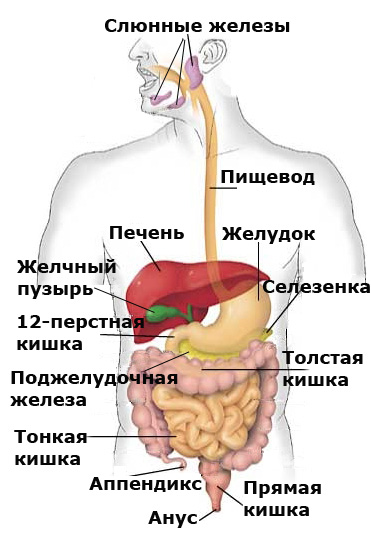 Слюнные железы
Пищевод
Печень
Желудок
Желчный
пузырь
Селезенка
12-перстная
кишка
Толстая
кишка
Поджелудочная
железа
Тонкая
кишка
Аппендикс
Прямая
кишка
Анус